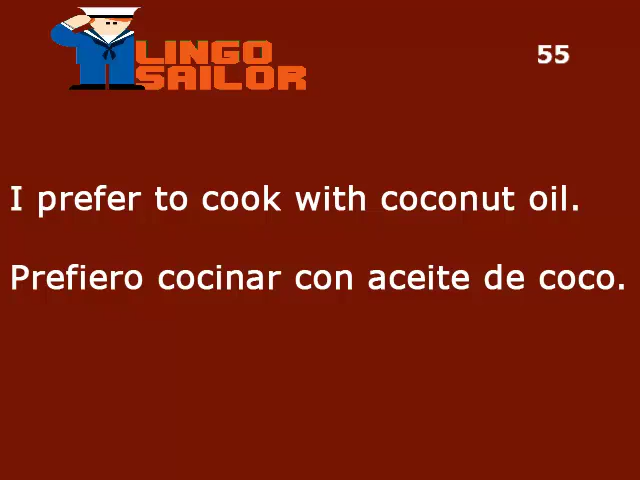 LINGO
SAILOR
55
I prefer to cook with coconut oil.
Prefiero cocinar con aceite de coco.